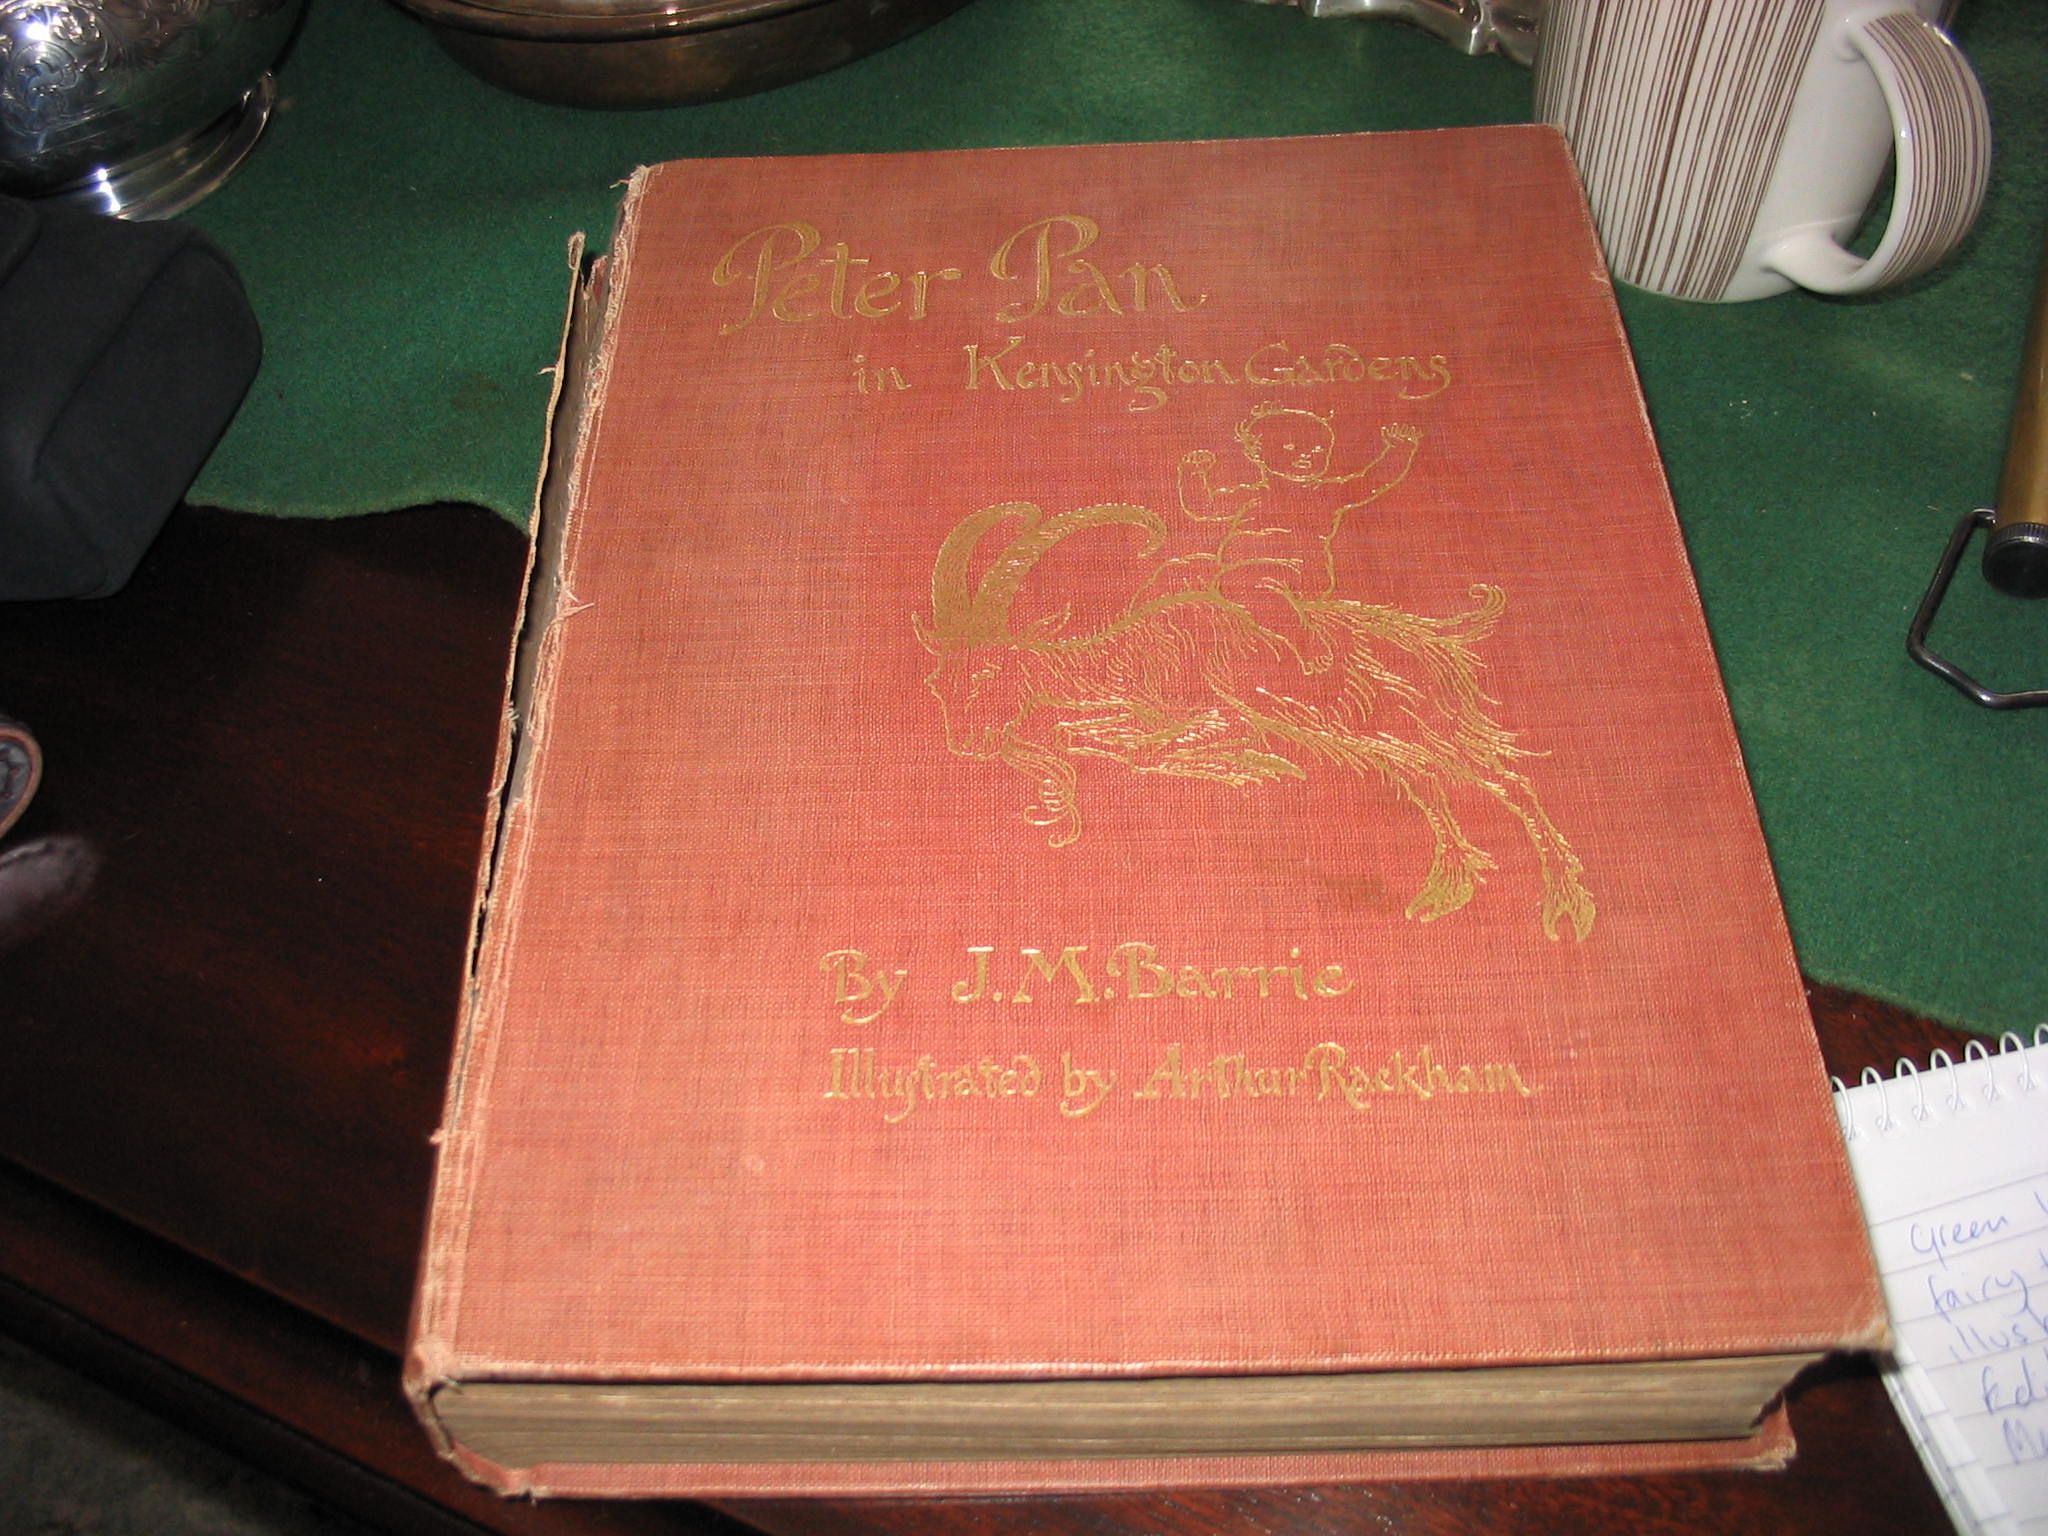 Peter Pan
in Kensington Gardens
By J.M. Barrie
Illustrated by Arthur Rackham
Green
fairy